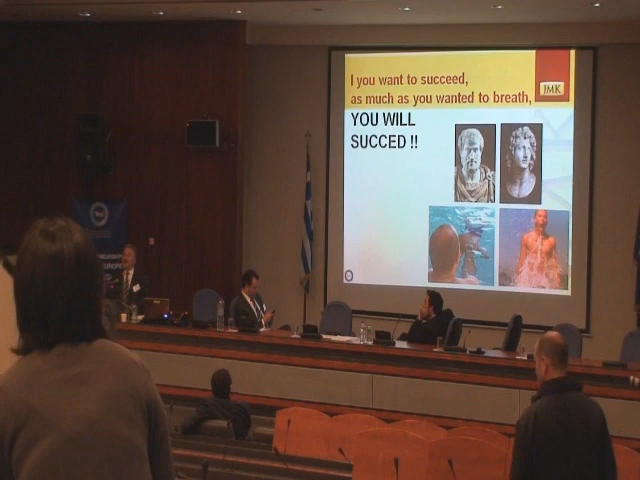 I you want to succeed,
as much as you wanted to breath,
YOU WILL
SUCCED !!
JMK